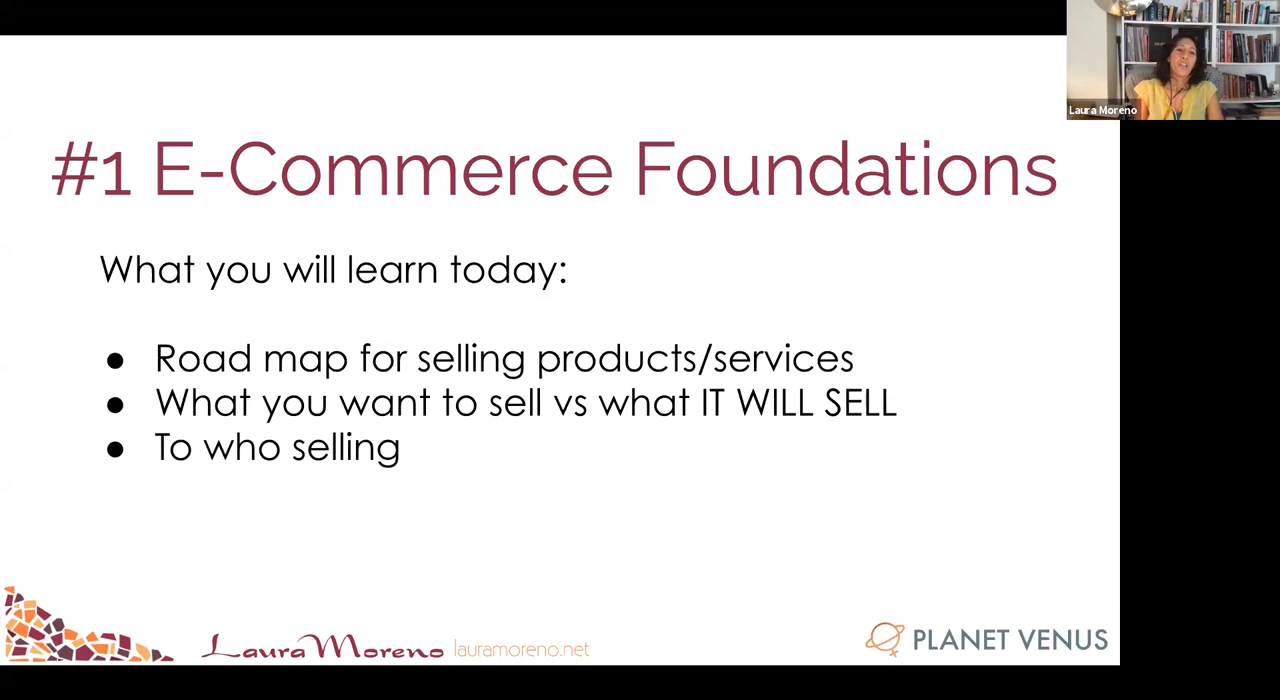 Laura Moreno
#1 E-Commerce Foundations
What you will learn today:
● Road map for selling products/services
● What you want to sell vs what IT WILL SELL
● To who selling
Laura Moreno lauramoreno.net
PLANET VENUS